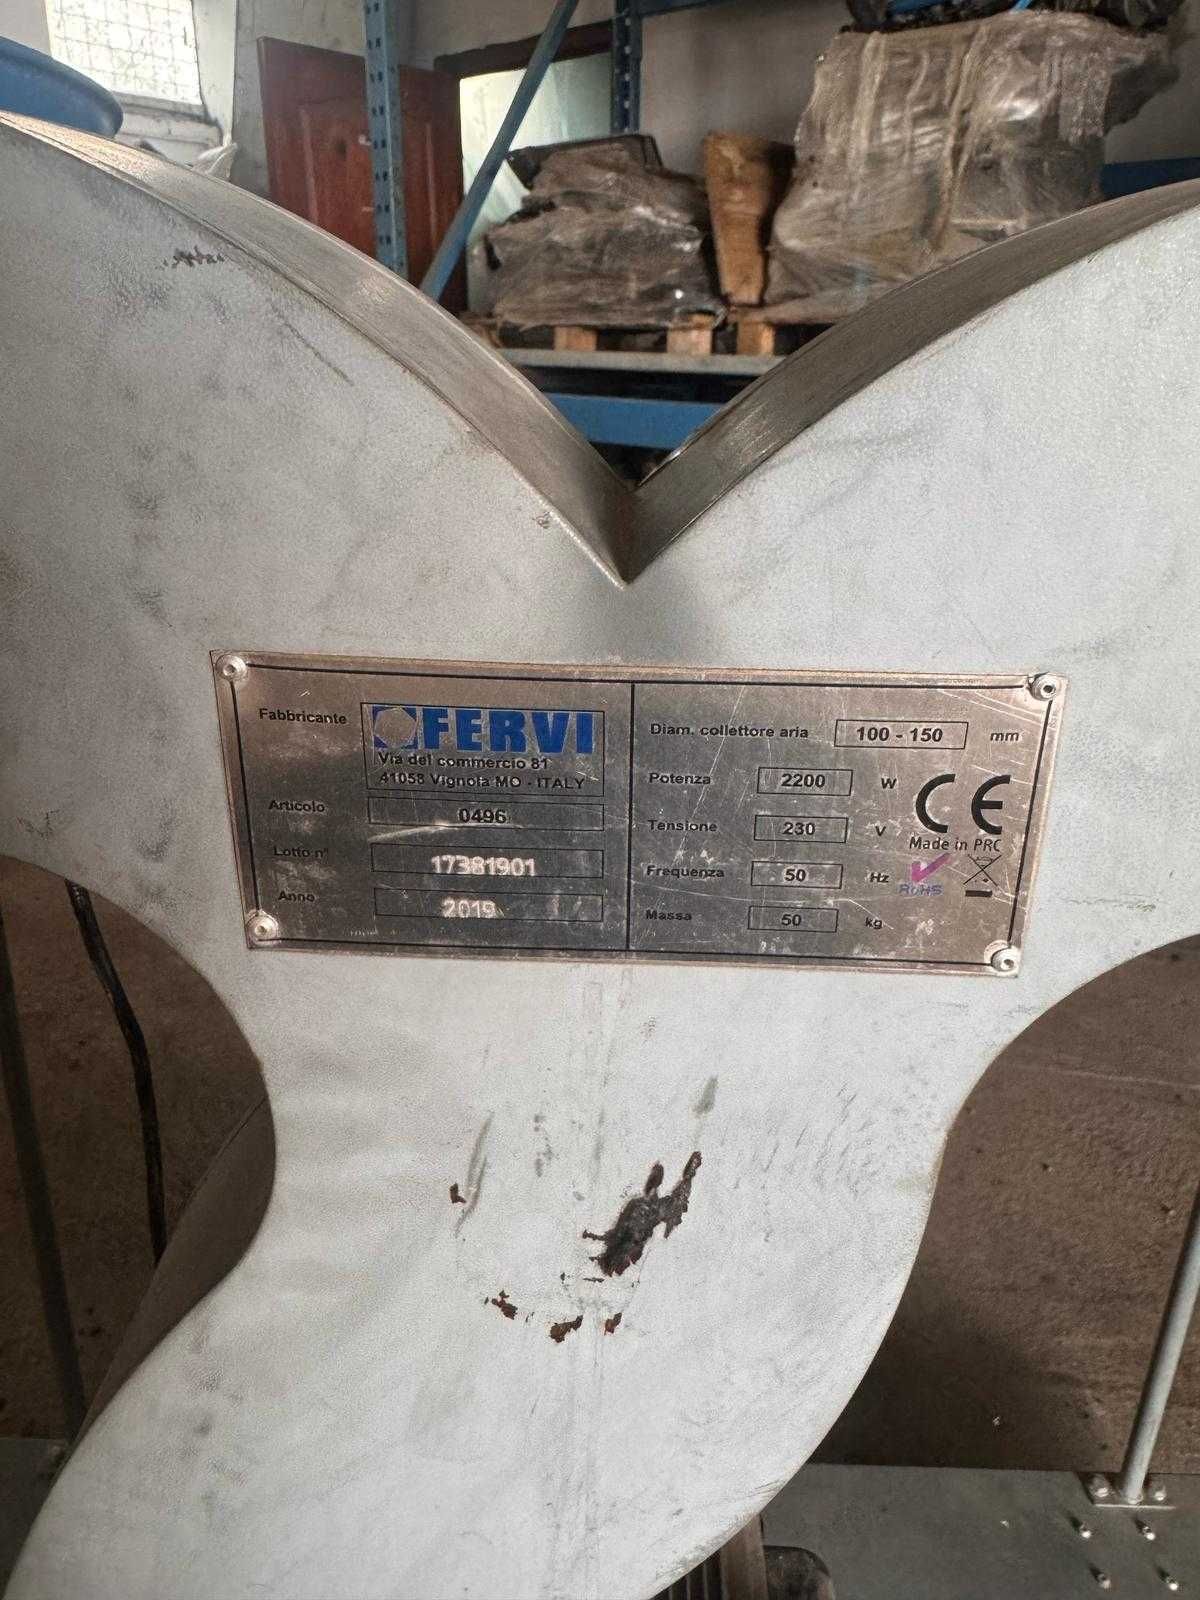 Fabbricante
FERVI
Via del commercio 81
41058 Vignola MO - ITALY
Articolo 0496
Lotto n° 17381901
Anno 2019
Diam. collettore aria 100 - 150 mm
Potenza 2200 W
Tensione 230 V
Frequenza 50 Hz
Massa 50 kg
CE
Made in PRC
RoHS